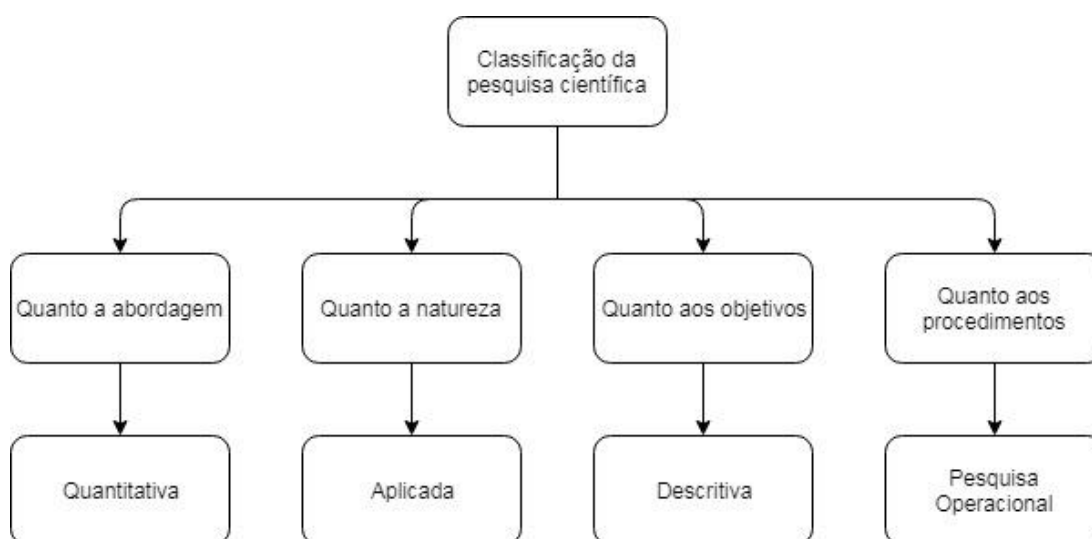 Classificação da
pesquisa científica
Quanto a abordagem
Quanto a natureza
Quanto aos objetivos
Quanto aos
procedimentos
Quantitativa
Aplicada
Descritiva
Pesquisa
Operacional